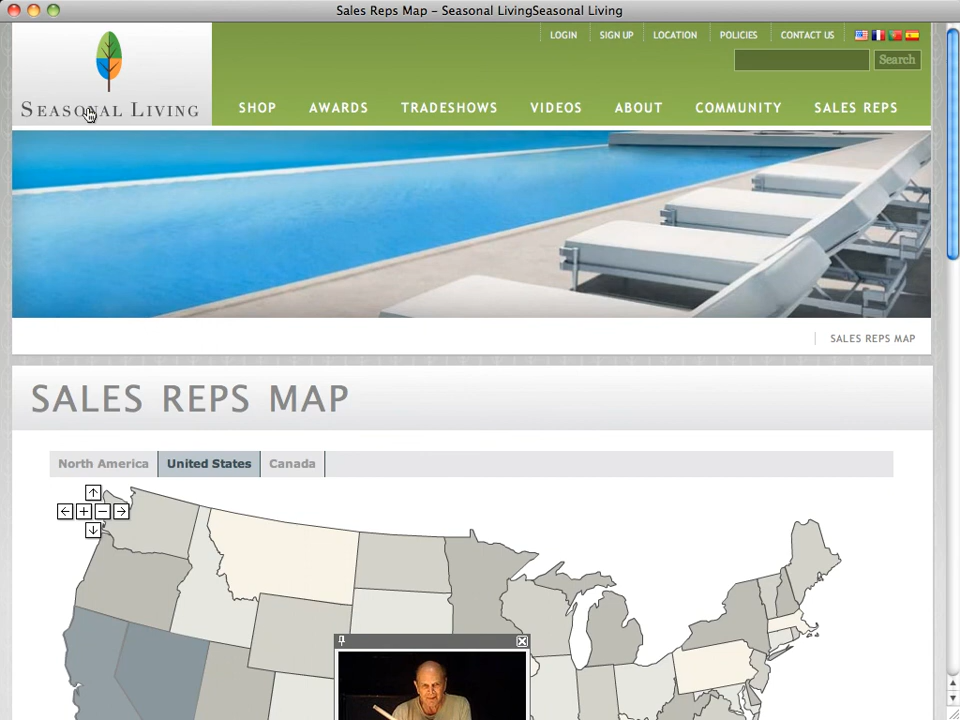 Sales Reps Map – Seasonal LivingSeasonal Living
LOGIN SIGN UP LOCATION POLICIES CONTACT US
Search
SEASONAL LIVING
SHOP AWARDS TRADESHOWS VIDEOS ABOUT COMMUNITY SALES REPS
SALES REPS MAP
SALES REPS MAP
North America United States Canada